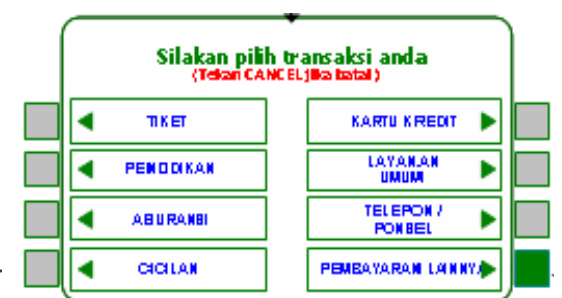 Silakan pilih transaksi anda
(Tekan CANCEL jika batal)
TIKET
KARTU KREDIT
PENDIDIKAN
LAYANAN
UMUM
ASURANSI
TELEPON /
PONSEL
CICILAN
PEMBAYARAN LAINNYA